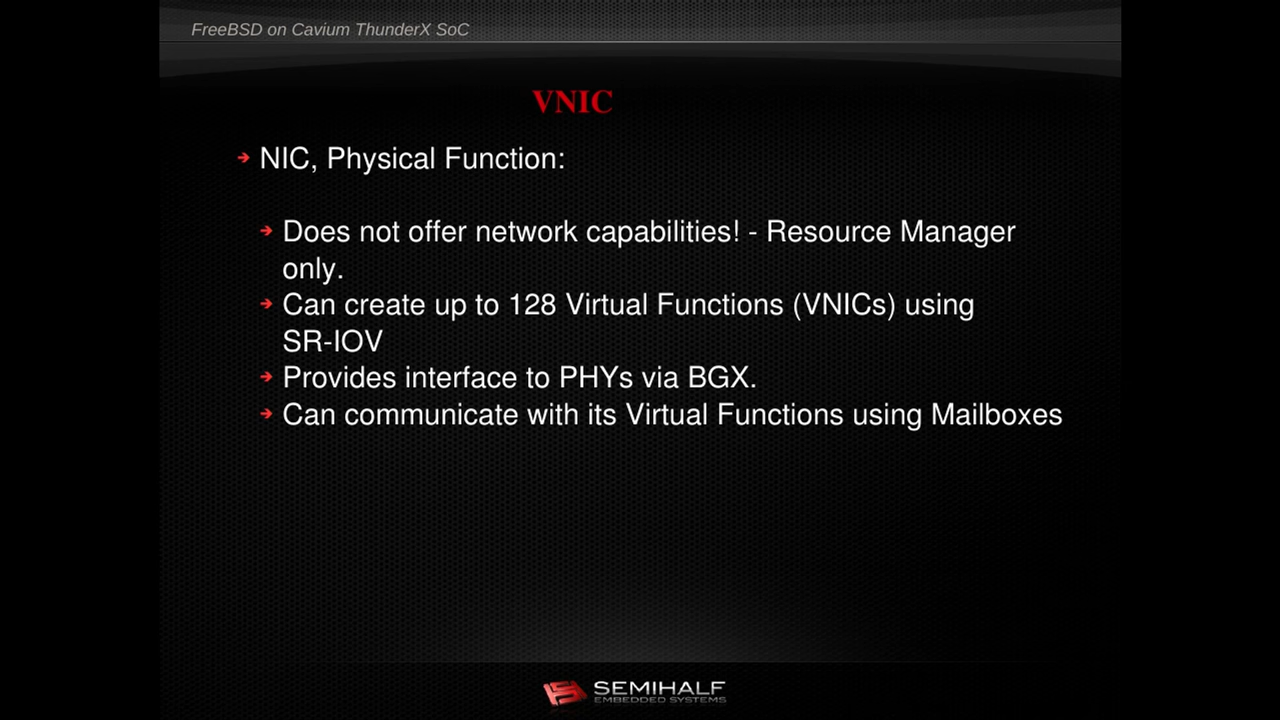 FreeBSD on Cavium ThunderX SoC
VNIC
NIC, Physical Function:
Does not offer network capabilities! - Resource Manager
only.
Can create up to 128 Virtual Functions (VNICs) using
SR-IOV
Provides interface to PHYs via BGX.
Can communicate with its Virtual Functions using Mailboxes
SEMIHALF
EMBEDDED SYSTEMS